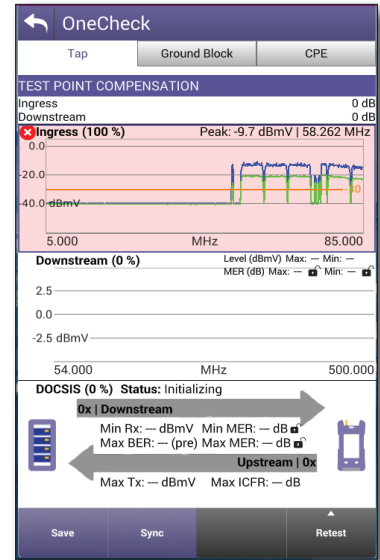 OneCheck
Tap Ground Block CPE
TEST POINT COMPENSATION
Ingress 0 dB
Downstream 0 dB
Ingress (100 %) Peak: -9.7 dBmV | 58.262 MHz
0.0
-20.0
-30
-40.0 dBmV
5.000 MHz 85.000
Downstream (0 %) Level (dBmV) Max: --- Min: ---
MER (dB) Max: --- Min: ---
2.5
0.0
-2.5 dBmV
54.000 MHz 500.000
DOCSIS (0 %) Status: Initializing
0x | Downstream
Min Rx: --- dBmV Min MER: --- dB
Max BER: --- (pre) Max MER: --- dB
Upstream | 0x
Max Tx: --- dBmV Max ICFR: --- dB
Save Sync Retest